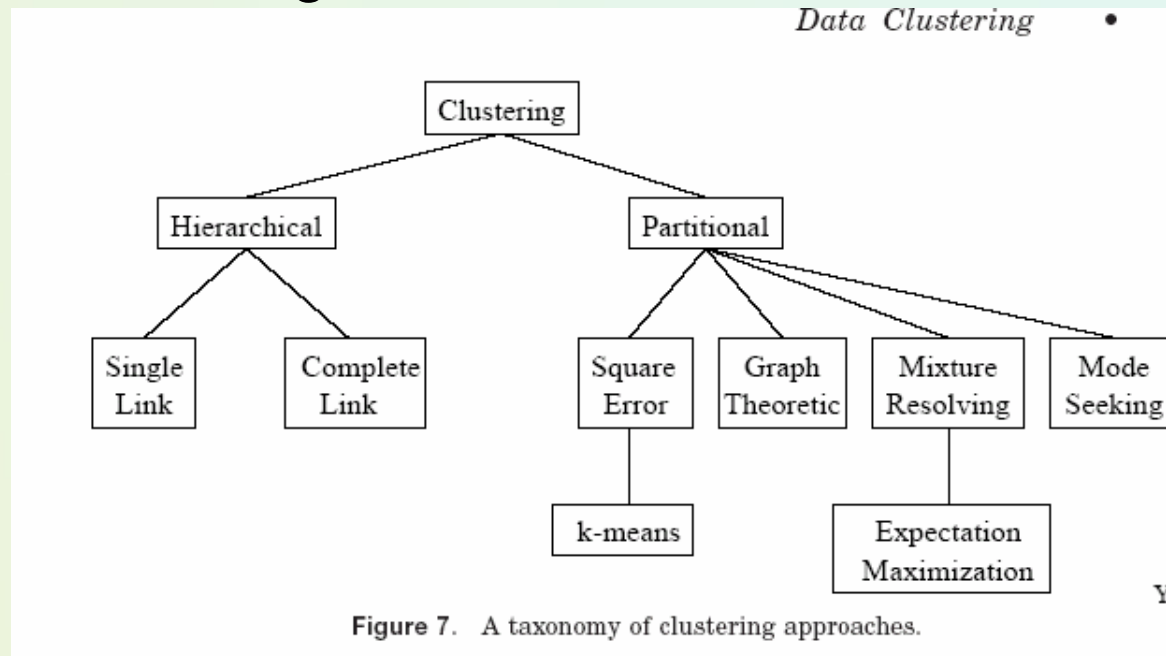 Data Clustering •
Clustering
Hierarchical
Partitional
Single
Link
Complete
Link
Square
Error
Graph
Theoretic
Mixture
Resolving
Mode
Seeking
k-means
Expectation
Maximization
Figure 7. A taxonomy of clustering approaches.